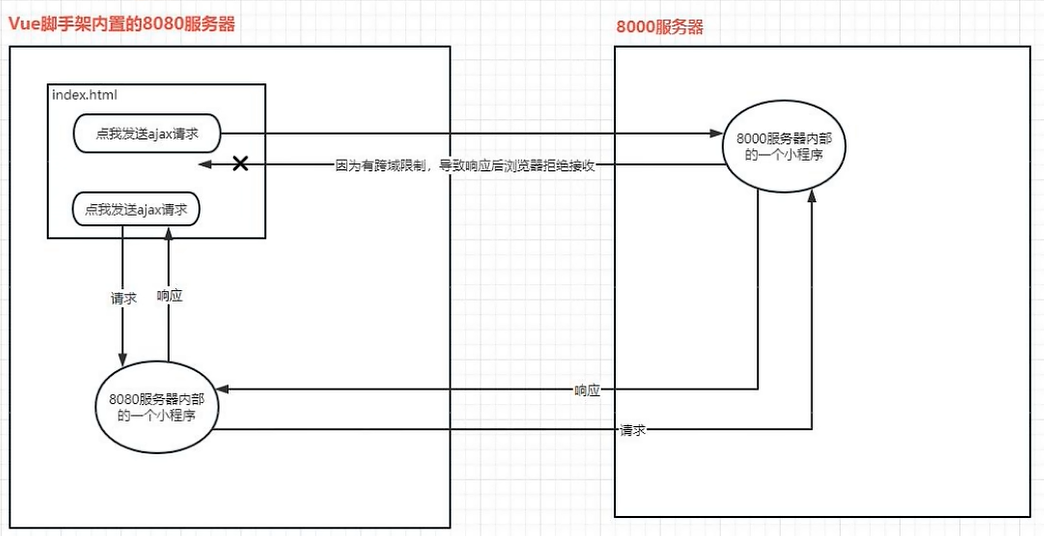 Vue脚手架内置的8080服务器
8000服务器
index.html
点我发送ajax请求
8000服务器内部
的一个小程序
因为有跨域限制，导致响应后浏览器拒绝接收
点我发送ajax请求
请求
响应
8080服务器内部
的一个小程序
响应
请求